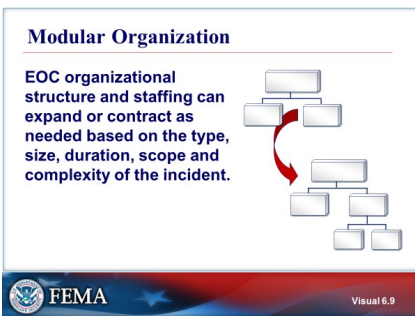 Modular Organization
EOC organizational
structure and staffing can
expand or contract as
needed based on the type,
size, duration, scope and
complexity of the incident.
FEMA
Visual 6.9